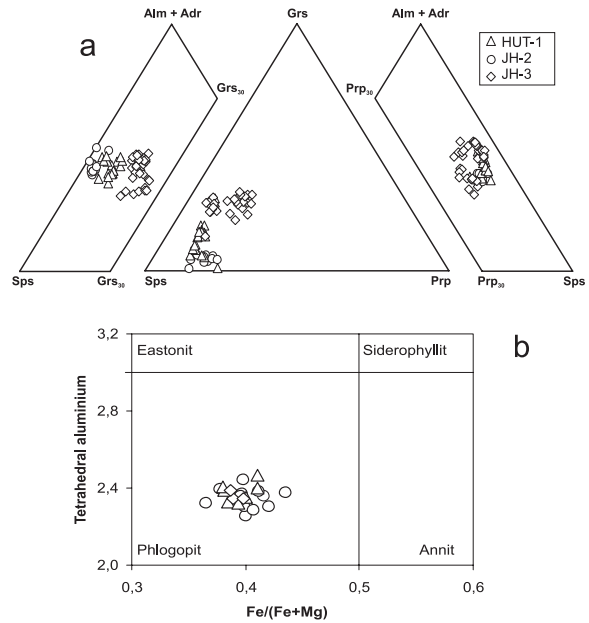 a
Alm + Adr
Grs
Alm + Adr
HUT-1
JH-2
JH-3
Grs₃₀
Prp₃₀
Sps
Grs₃₀
Sps
Prp
Prp₃₀
Sps
b
3,2
Eastonit
Siderophyllit
2,8
Tetrahedral aluminium
2,4
Phlogopit
Annit
2,0
0,3
0,4
0,5
0,6
Fe/(Fe+Mg)